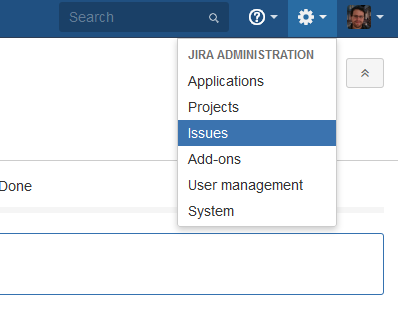 Search
JIRA ADMINISTRATION
Applications
Projects
Issues
Add-ons
Done
User management
System